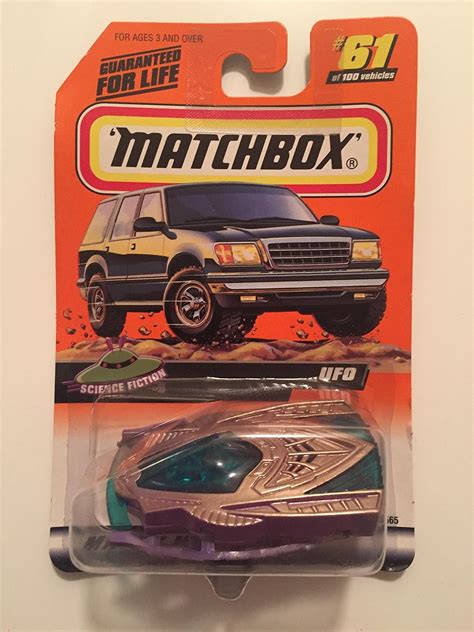 FOR AGES 3 AND OVER
GUARANTEED
FOR LIFE
#61
of 100 vehicles
'MATCHBOX'®
SCIENCE FICTION
UFO